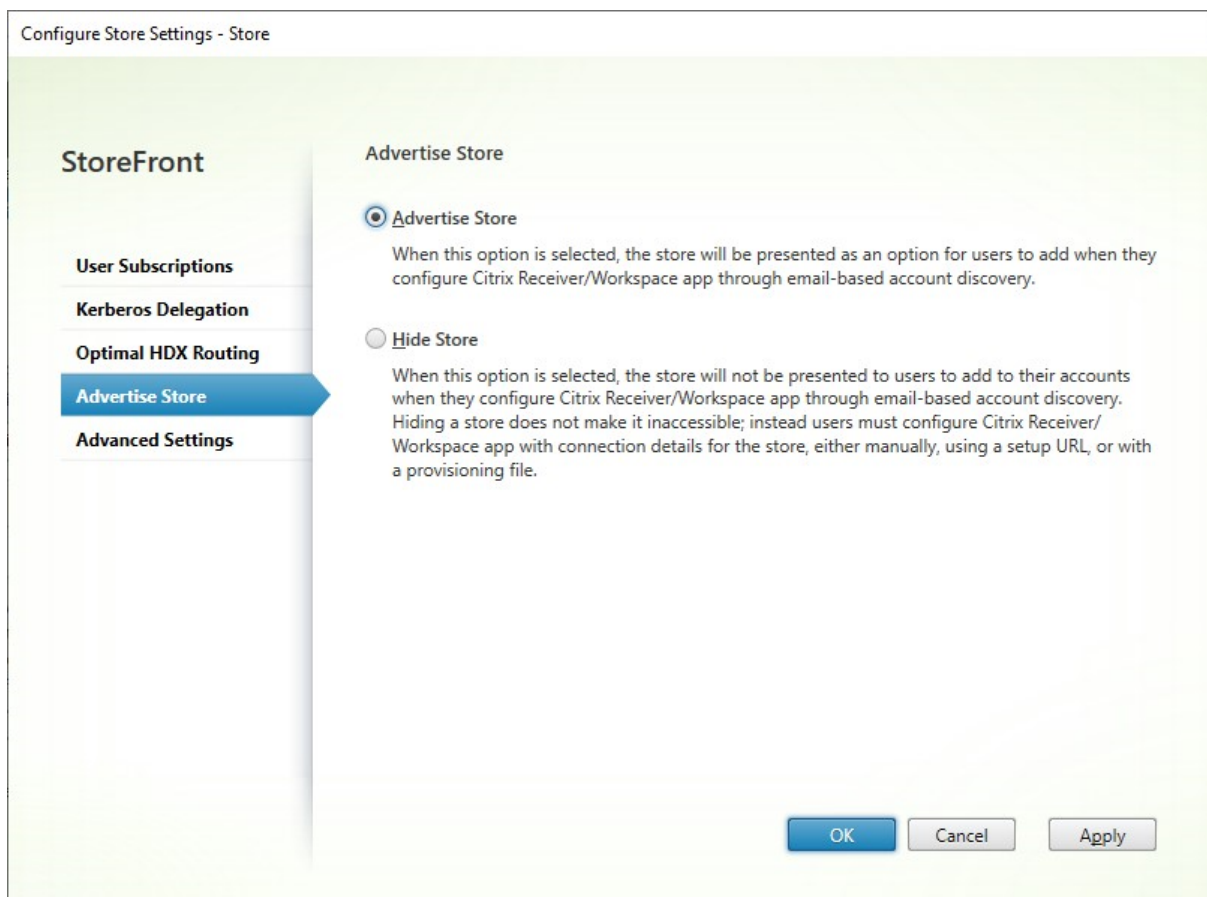 Configure Store Settings - Store
StoreFront
User Subscriptions
Kerberos Delegation
Optimal HDX Routing
Advertise Store
Advanced Settings
Advertise Store
Advertise Store
When this option is selected, the store will be presented as an option for users to add when they
configure Citrix Receiver/Workspace app through email-based account discovery.
Hide Store
When this option is selected, the store will not be presented to users to add to their accounts
when they configure Citrix Receiver/Workspace app through email-based account discovery.
Hiding a store does not make it inaccessible; instead users must configure Citrix Receiver/
Workspace app with connection details for the store, either manually, using a setup URL, or with
a provisioning file.
OK
Cancel
Apply